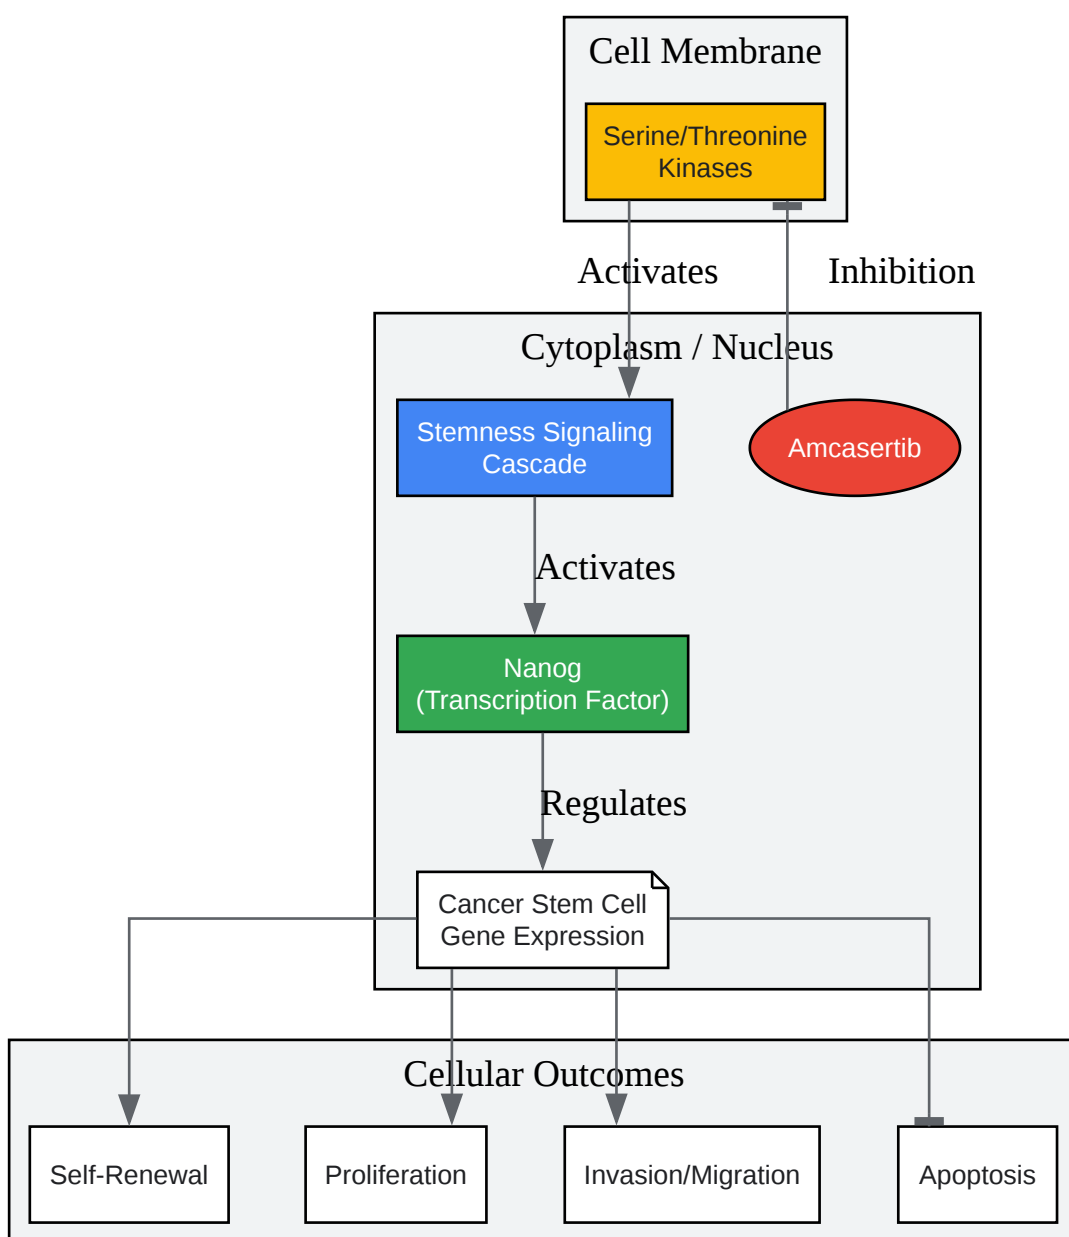 Cell Membrane
Serine/Threonine
Kinases
Activates
Inhibition
Cytoplasm / Nucleus
Stemness Signaling
Cascade
Amcasertib
Activates
Nanog
(Transcription Factor)
Regulates
Cancer Stem Cell
Gene Expression
Cellular Outcomes
Self-Renewal
Proliferation
Invasion/Migration
Apoptosis